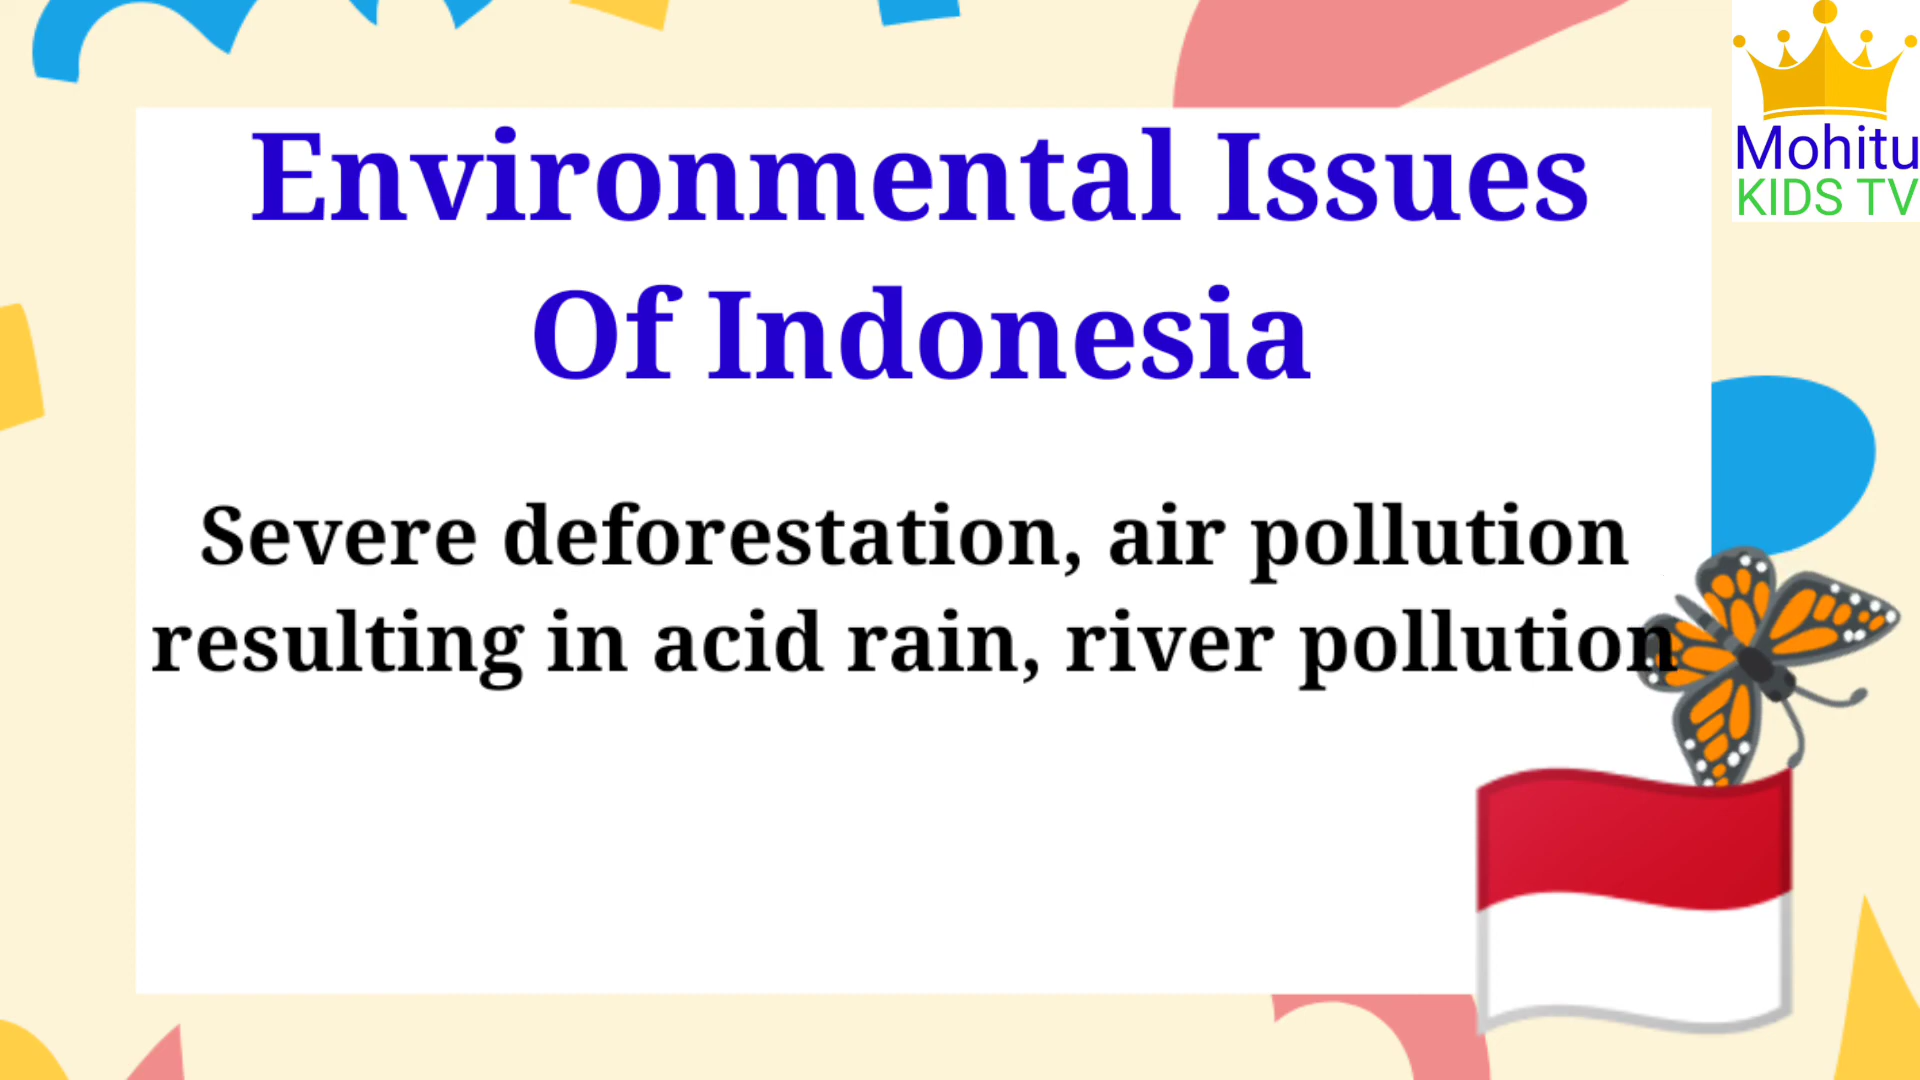 Environmental Issues
Of Indonesia
Severe deforestation, air pollution
resulting in acid rain, river pollution
Mohitu
KIDS TV